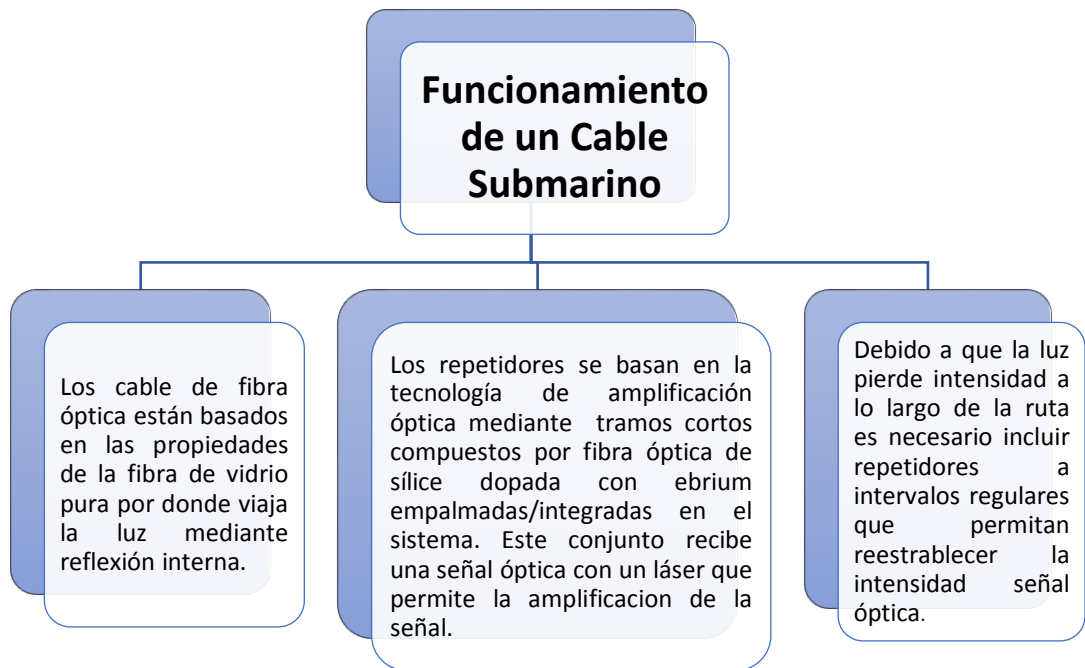 Funcionamiento
de un Cable
Submarino
Los cable de fibra
óptica están basados
en las propiedades
de la fibra de vidrio
pura por donde viaja
la luz mediante
reflexión interna.
Los repetidores se basan en la
tecnología de amplificación
óptica mediante tramos cortos
compuestos por fibra óptica de
sílice dopada con ebrium
empalmadas/integradas en el
sistema. Este conjunto recibe
una señal óptica con un láser que
permite la amplificacion de la
señal.
Debido a que la luz
pierde intensidad a
lo largo de la ruta
es necesario incluir
repetidores a
intervalos regulares
que permitan
reestablecer la
intensidad señal
óptica.